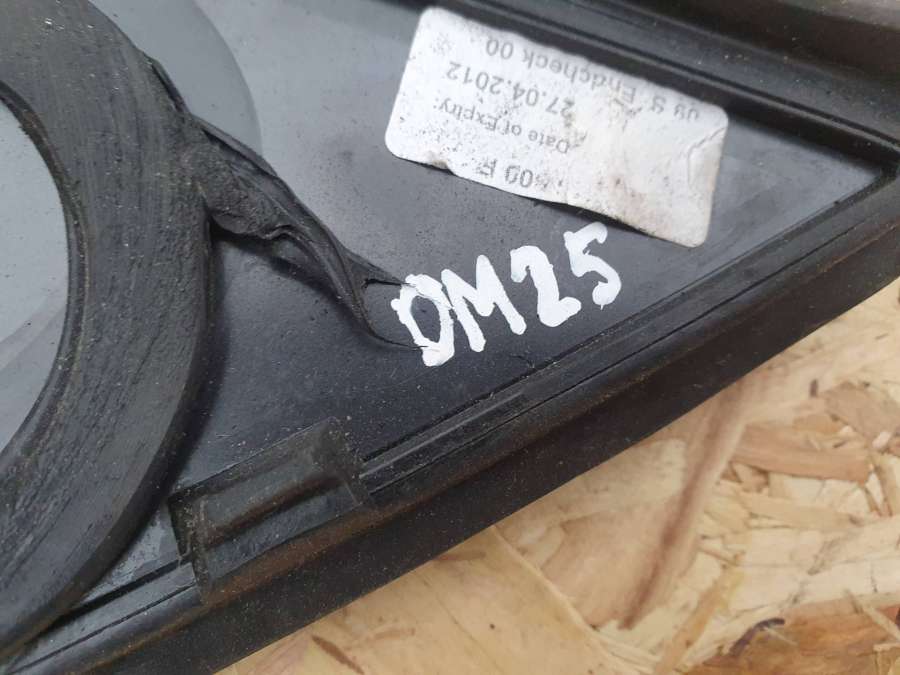 Endcheck 00
27.04.2012
Date of Expiry:
DM25